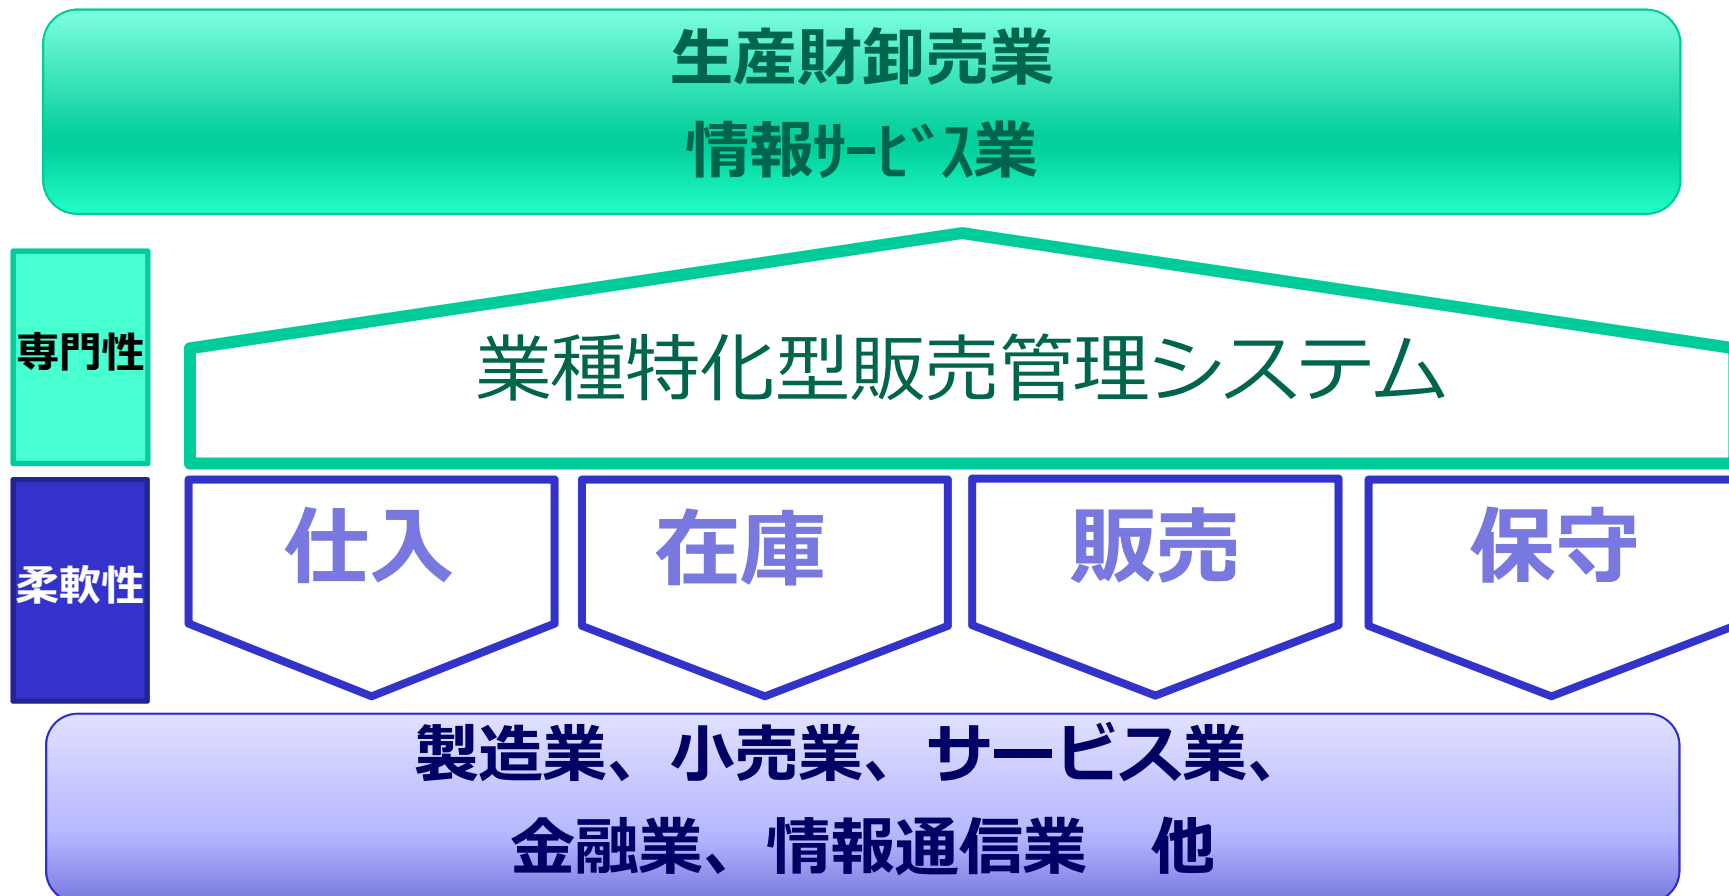 生産財卸売業
情報ｻｰﾋﾞｽ業
専門性
業種特化型販売管理システム
柔軟性
仕入
在庫
販売
保守
製造業、小売業、サービス業、
金融業、情報通信業　他